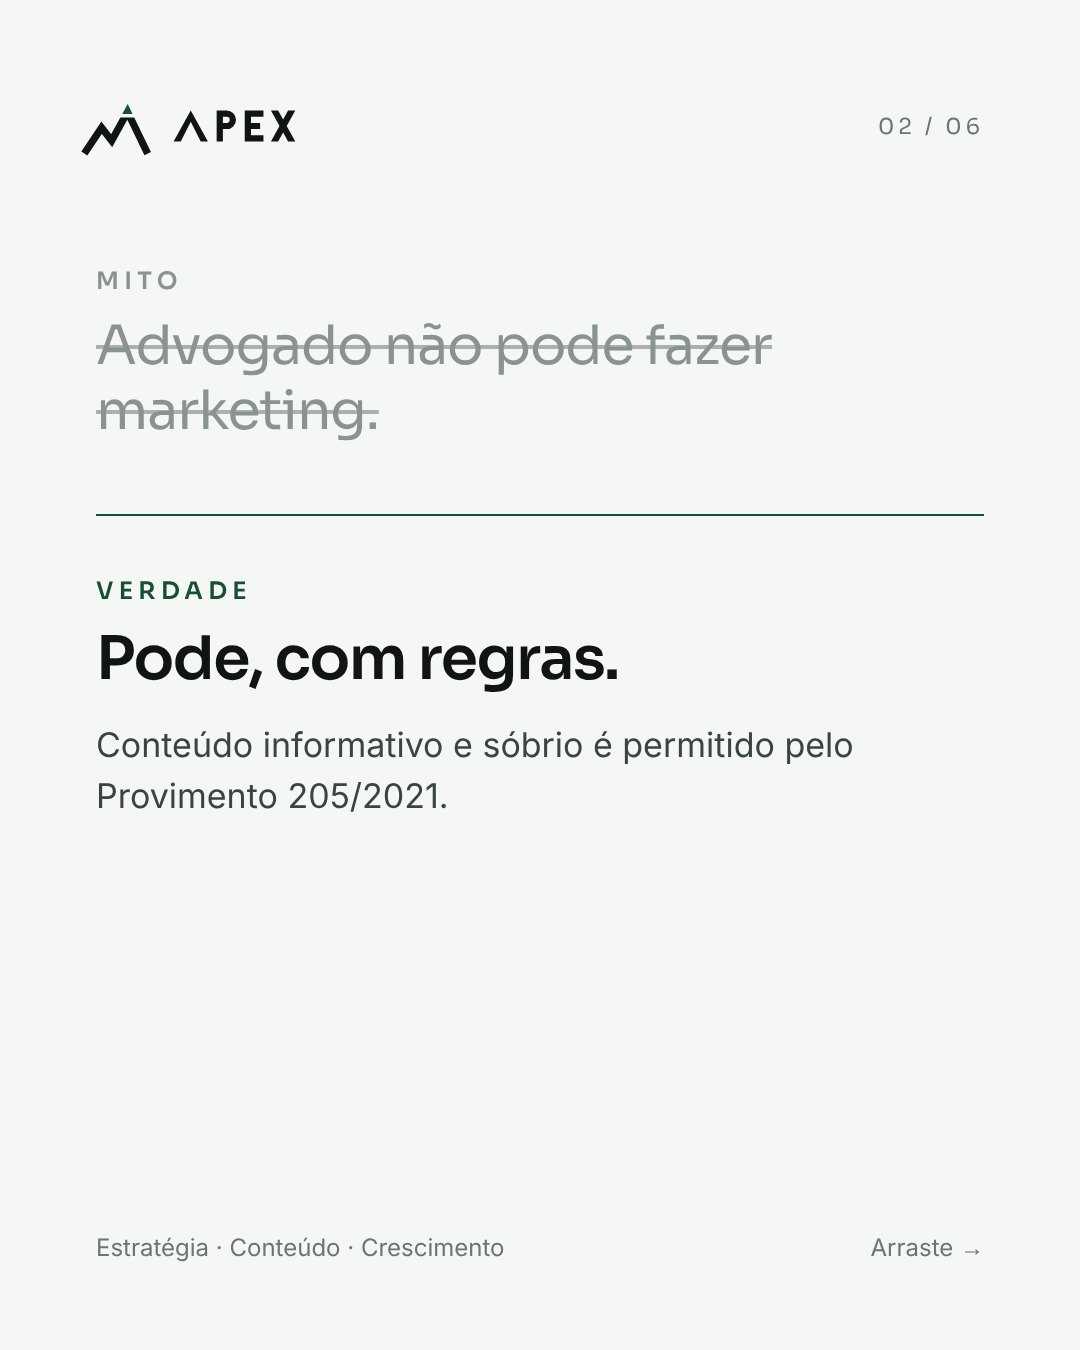 APEX
02 / 06
MITO
Advogado não pode fazer
marketing.
VERDADE
Pode, com regras.
Conteúdo informativo e sóbrio é permitido pelo
Provimento 205/2021.
Estratégia · Conteúdo · Crescimento
Arraste →